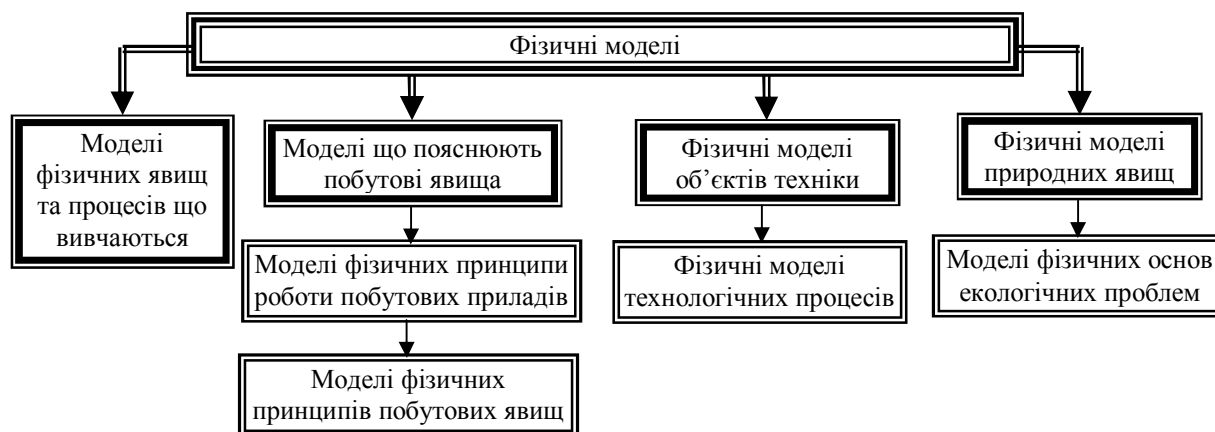 Фізичні моделі
Моделі
фізичних явищ
та процесів що
вивчаються
Моделі що пояснюють
побутові явища
Фізичні моделі
об’єктів техніки
Фізичні моделі
природних явищ
Моделі фізичних принципи
роботи побутових приладів
Фізичні моделі
технологічних процесів
Моделі фізичних основ
екологічних проблем
Моделі фізичних
принципів побутових явищ